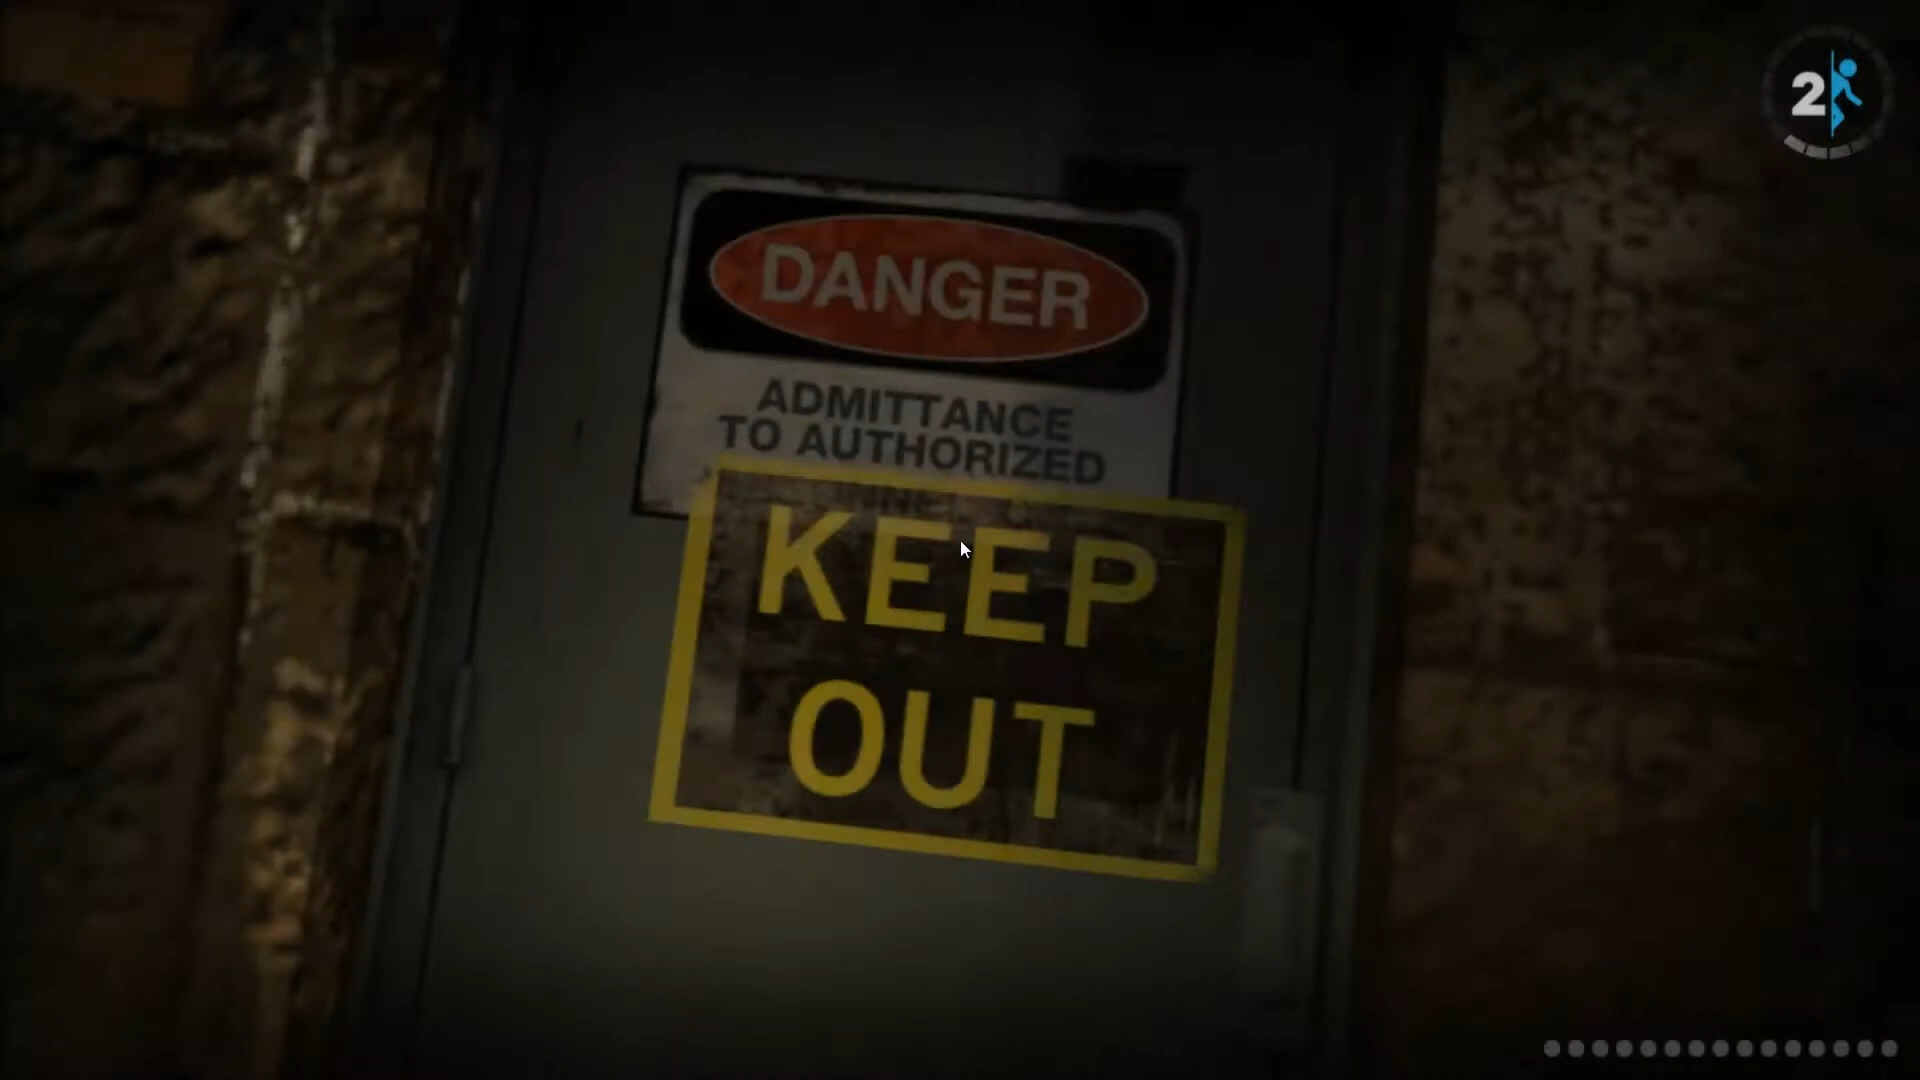 2
DANGER
ADMITTANCE
TO AUTHORIZED
KEEP
OUT